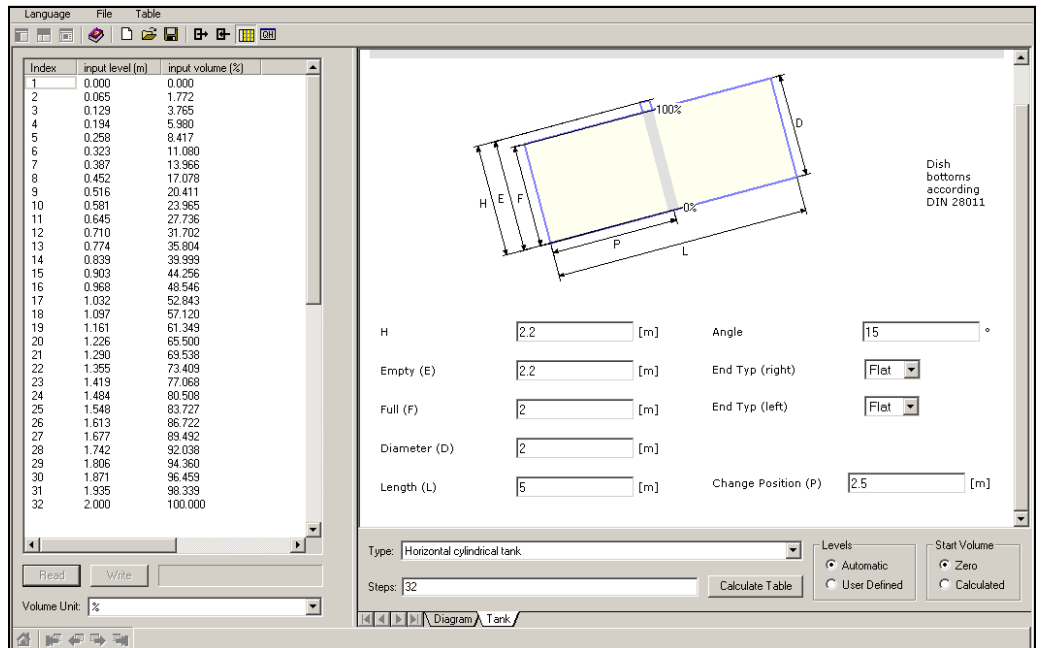 Language File Table
QH
Index input level (m) input volume (%)
1 0.000 0.000
2 0.065 1.772
3 0.129 3.765
4 0.194 5.980
5 0.258 8.417
6 0.323 11.080
7 0.387 13.966
8 0.452 17.078
9 0.516 20.411
10 0.581 23.965
11 0.645 27.736
12 0.710 31.702
13 0.774 35.804
14 0.839 39.999
15 0.903 44.256
16 0.968 48.546
17 1.032 52.843
18 1.097 57.120
19 1.161 61.349
20 1.226 65.500
21 1.290 69.538
22 1.355 73.409
23 1.419 77.068
24 1.484 80.508
25 1.548 83.727
26 1.613 86.722
27 1.677 89.492
28 1.742 92.038
29 1.806 94.360
30 1.871 96.459
31 1.935 98.339
32 2.000 100.000
Read Write
Volume Unit: %
100%
D
H E F
0%
P
L
Dish
bottoms
according
DIN 28011
H 2.2 [m] Angle 15 °
Empty (E) 2.2 [m] End Typ (right) Flat
Full (F) 2 [m] End Typ (left) Flat
Diameter (D) 2 [m]
Length (L) 5 [m] Change Position (P) 2.5 [m]
Type: Horizontal cylindrical tank
Steps: 32 Calculate Table
Levels
Automatic
User Defined
Start Volume
Zero
Calculated
Diagram Tank